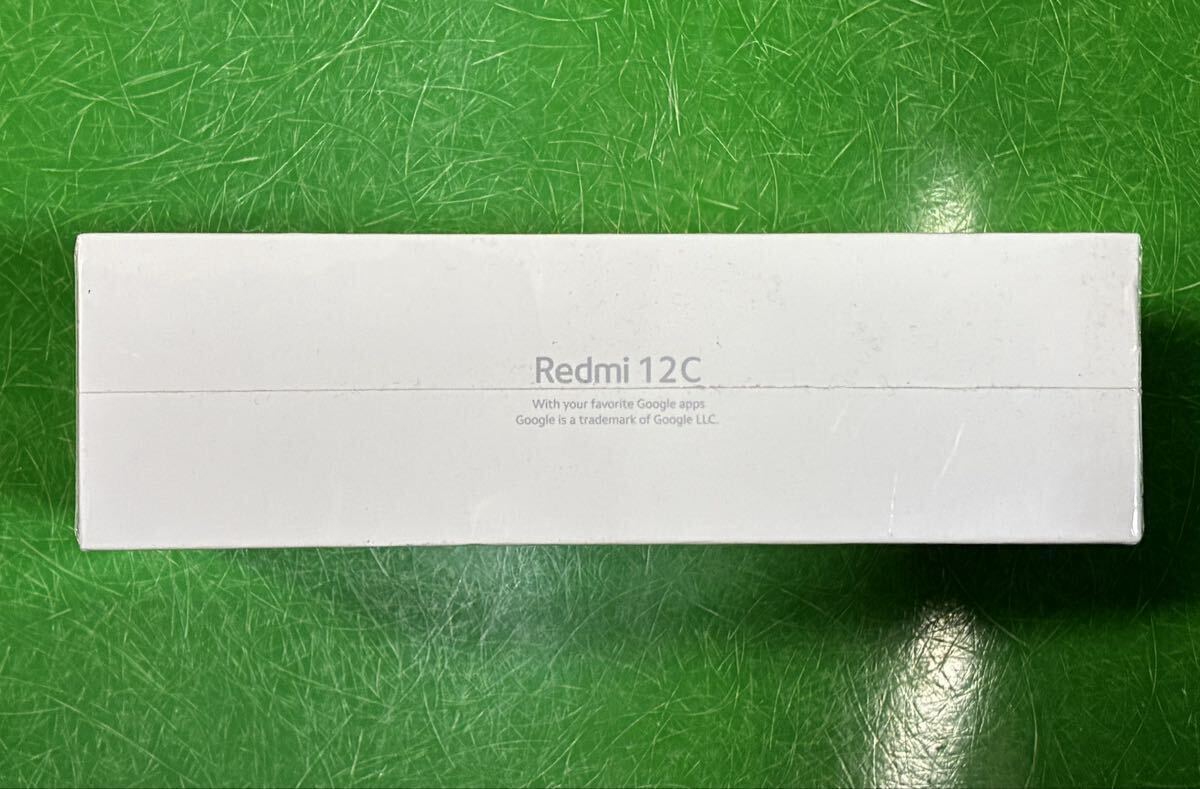 Redmi 12C
With your favorite Google apps
Google is a trademark of Google LLC.